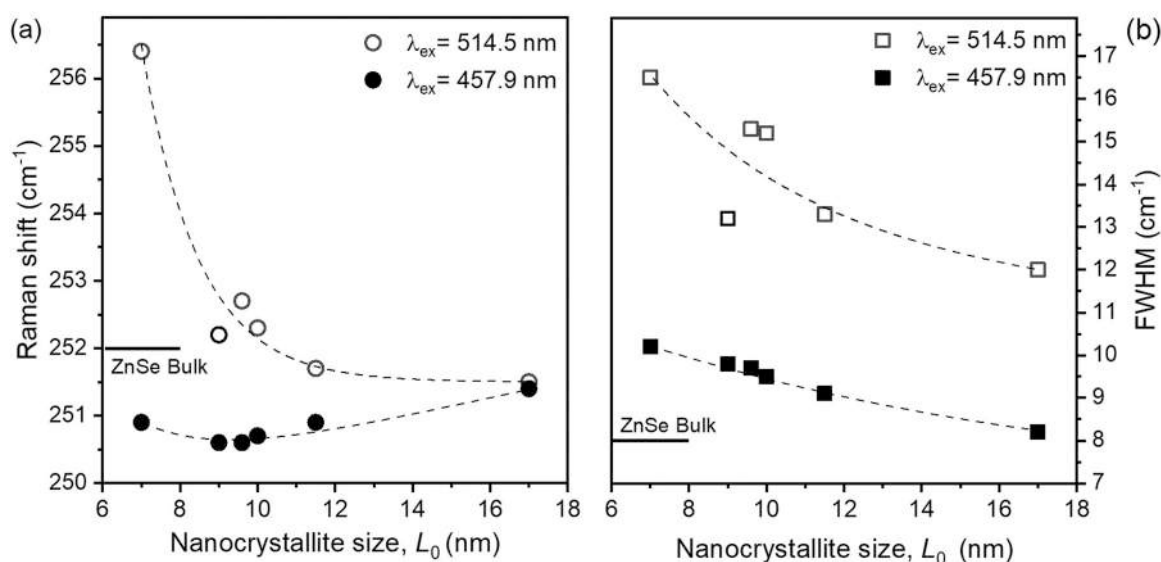 (a)
λex= 514.5 nm
λex= 457.9 nm
256
255
254
253
252
251
250
Raman shift (cm-1)
ZnSe Bulk
6 8 10 12 14 16 18
Nanocrystallite size, L0 (nm)
(b)
λex= 514.5 nm
λex= 457.9 nm
17
16
15
14
13
12
11
10
9
8
7
FWHM (cm-1)
ZnSe Bulk
6 8 10 12 14 16 18
Nanocrystallite size, L0 (nm)